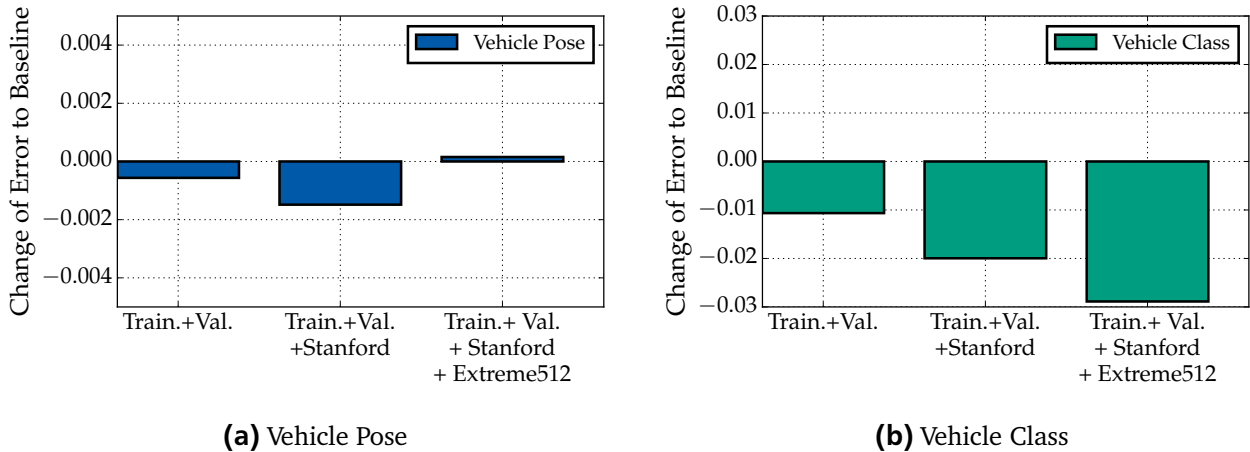 Change of Error to Baseline
0.004
0.002
0.000
−0.002
−0.004
Vehicle Pose
Train.+Val.
Train.+Val.
+Stanford
Train.+ Val.
+ Stanford
+ Extreme512
(a) Vehicle Pose
Change of Error to Baseline
0.03
0.02
0.01
0.00
−0.01
−0.02
−0.03
Vehicle Class
Train.+Val.
Train.+Val.
+Stanford
Train.+ Val.
+ Stanford
+ Extreme512
(b) Vehicle Class